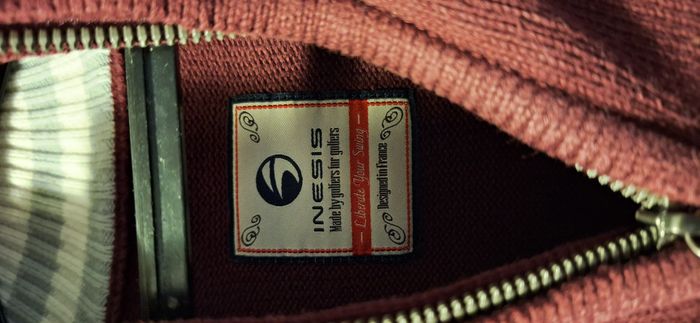 INESIS
Made by golfers for golfers
Liberate Your Swing
Designed in France